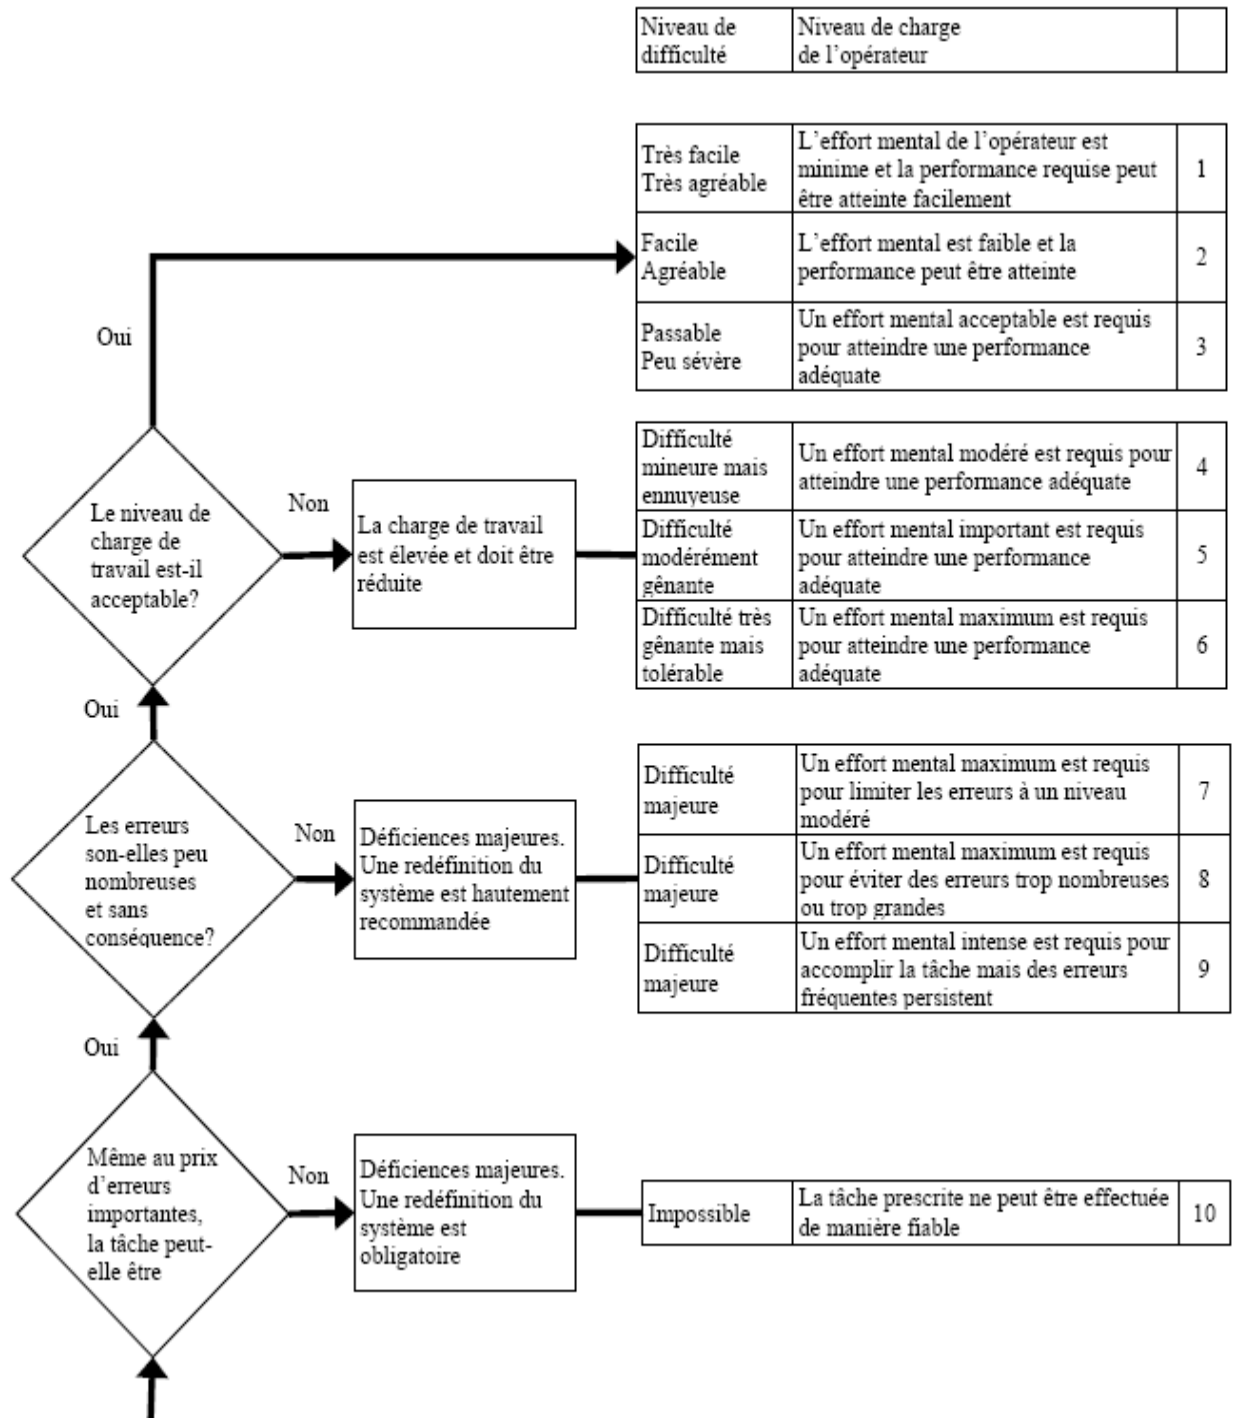 Niveau de
difficulté
Niveau de charge
de l'opérateur
Très facile
Très agréable
L'effort mental de l'opérateur est
minime et la performance requise peut
être atteinte facilement
1
Facile
Agréable
L'effort mental est faible et la
performance peut être atteinte
2
Passable
Peu sévère
Un effort mental acceptable est requis
pour atteindre une performance
adéquate
3
Oui
Le niveau de
charge de
travail est-il
acceptable?
Non
La charge de travail
est élevée et doit être
réduite
Difficulté
mineure mais
ennuyeuse
Un effort mental modéré est requis pour
atteindre une performance adéquate
4
Difficulté
modérément
gênante
Un effort mental important est requis
pour atteindre une performance
adéquate
5
Difficulté très
gênante mais
tolérable
Un effort mental maximum est requis
pour atteindre une performance
adéquate
6
Oui
Les erreurs
son-elles peu
nombreuses
et sans
conséquence?
Non
Déficiences majeures.
Une redéfinition du
système est hautement
recommandée
Difficulté
majeure
Un effort mental maximum est requis
pour limiter les erreurs à un niveau
modéré
7
Difficulté
majeure
Un effort mental maximum est requis
pour éviter des erreurs trop nombreuses
ou trop grandes
8
Difficulté
majeure
Un effort mental intense est requis pour
accomplir la tâche mais des erreurs
fréquentes persistent
9
Oui
Même au prix
d'erreurs
importantes,
la tâche peut-
elle être
Non
Déficiences majeures.
Une redéfinition du
système est
obligatoire
Impossible
La tâche prescrite ne peut être effectuée
de manière fiable
10